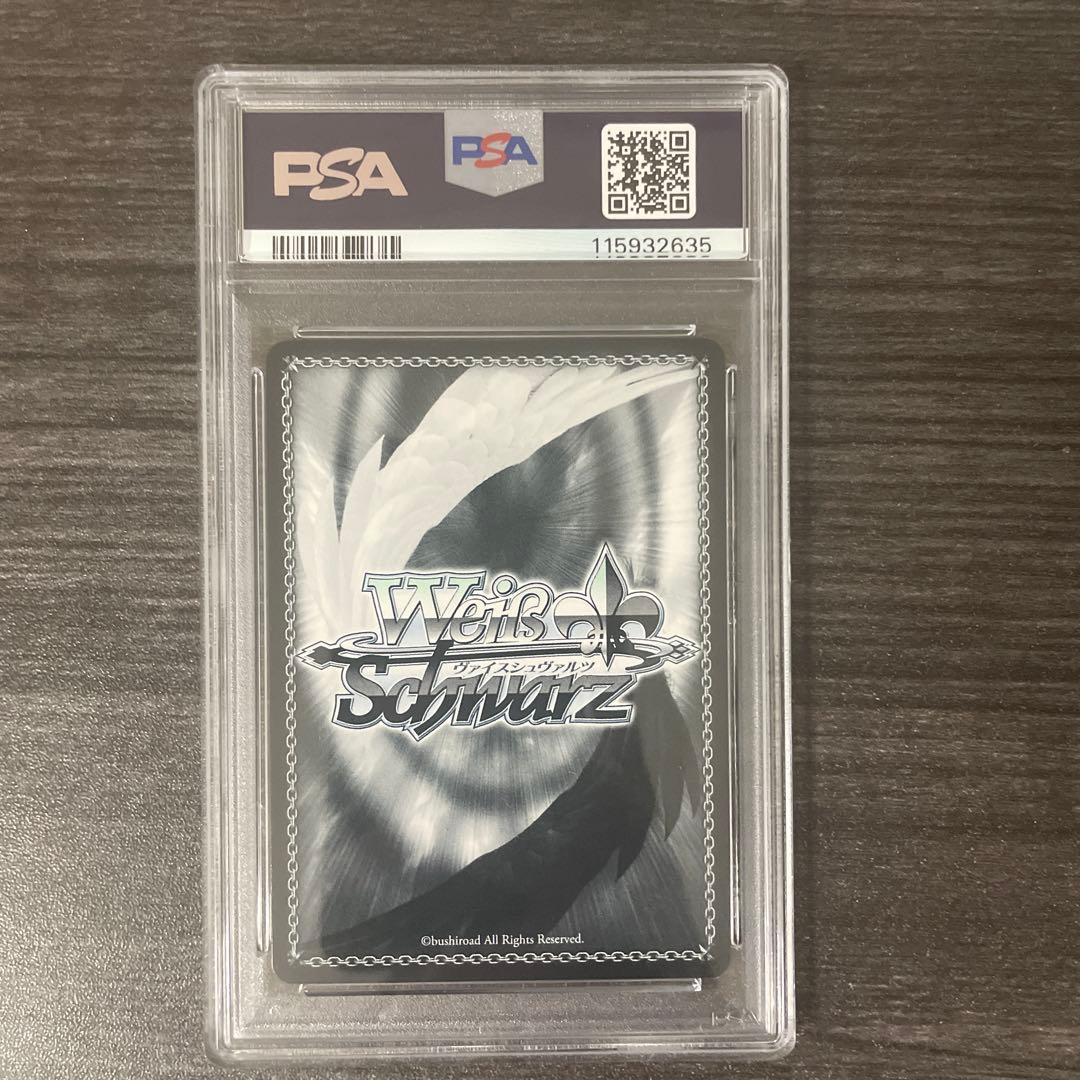 PSA PSA
115932635
Weiß
ヴァイスシュヴァルツ
Schwarz
©bushiroad All Rights Reserved.